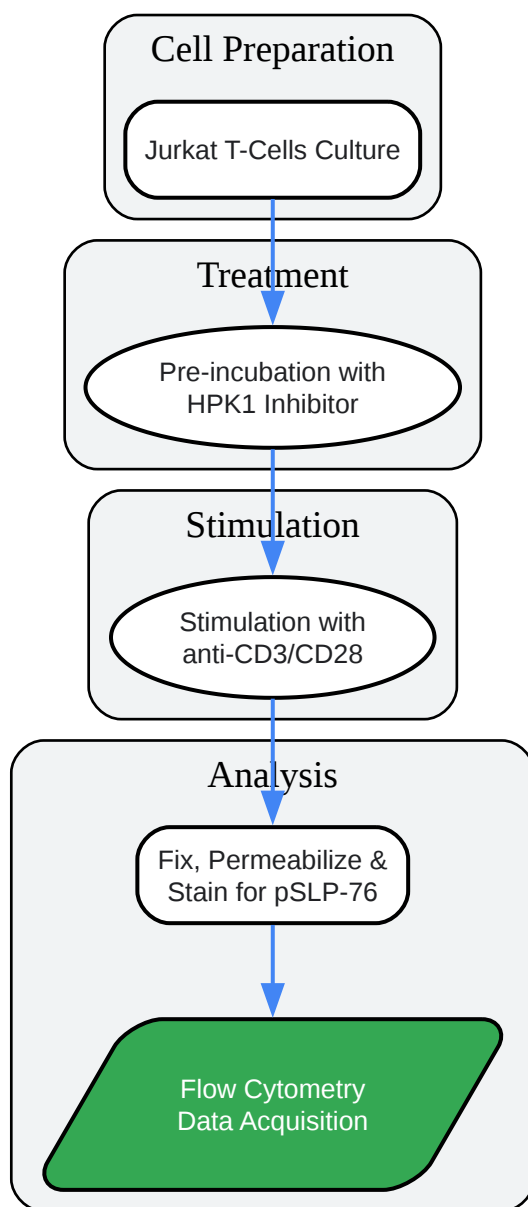 Cell Preparation
Jurkat T-Cells Culture
Treatment
Pre-incubation with
HPK1 Inhibitor
Stimulation
Stimulation with
anti-CD3/CD28
Analysis
Fix, Permeabilize &
Stain for pSLP-76
Flow Cytometry
Data Acquisition